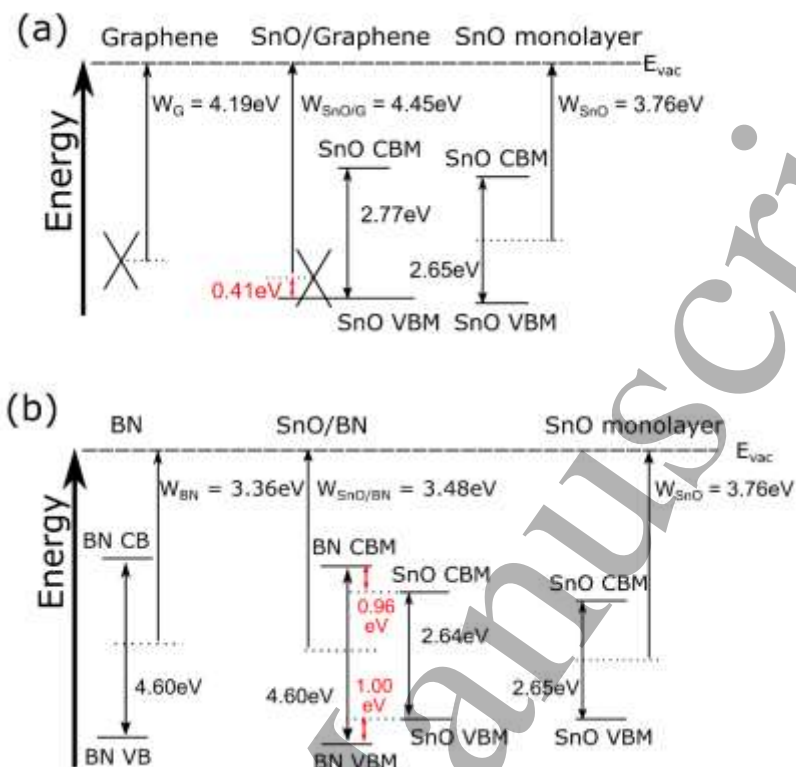 (a)
Graphene SnO/Graphene SnO monolayer
Evac
WG = 4.19eV WSnO/G = 4.45eV WSnO = 3.76eV
SnO CBM SnO CBM
Energy
2.77eV
2.65eV
0.41eV
SnO VBM SnO VBM
(b)
BN SnO/BN SnO monolayer
Evac
WBN = 3.36eV WSnO/BN = 3.48eV WSnO = 3.76eV
Energy
BN CB BN CBM
SnO CBM SnO CBM
0.96
eV
2.64eV
4.60eV 4.60eV 1.00
eV
2.65eV
SnO VBM SnO VBM
BN VB BN VBM
anuscri